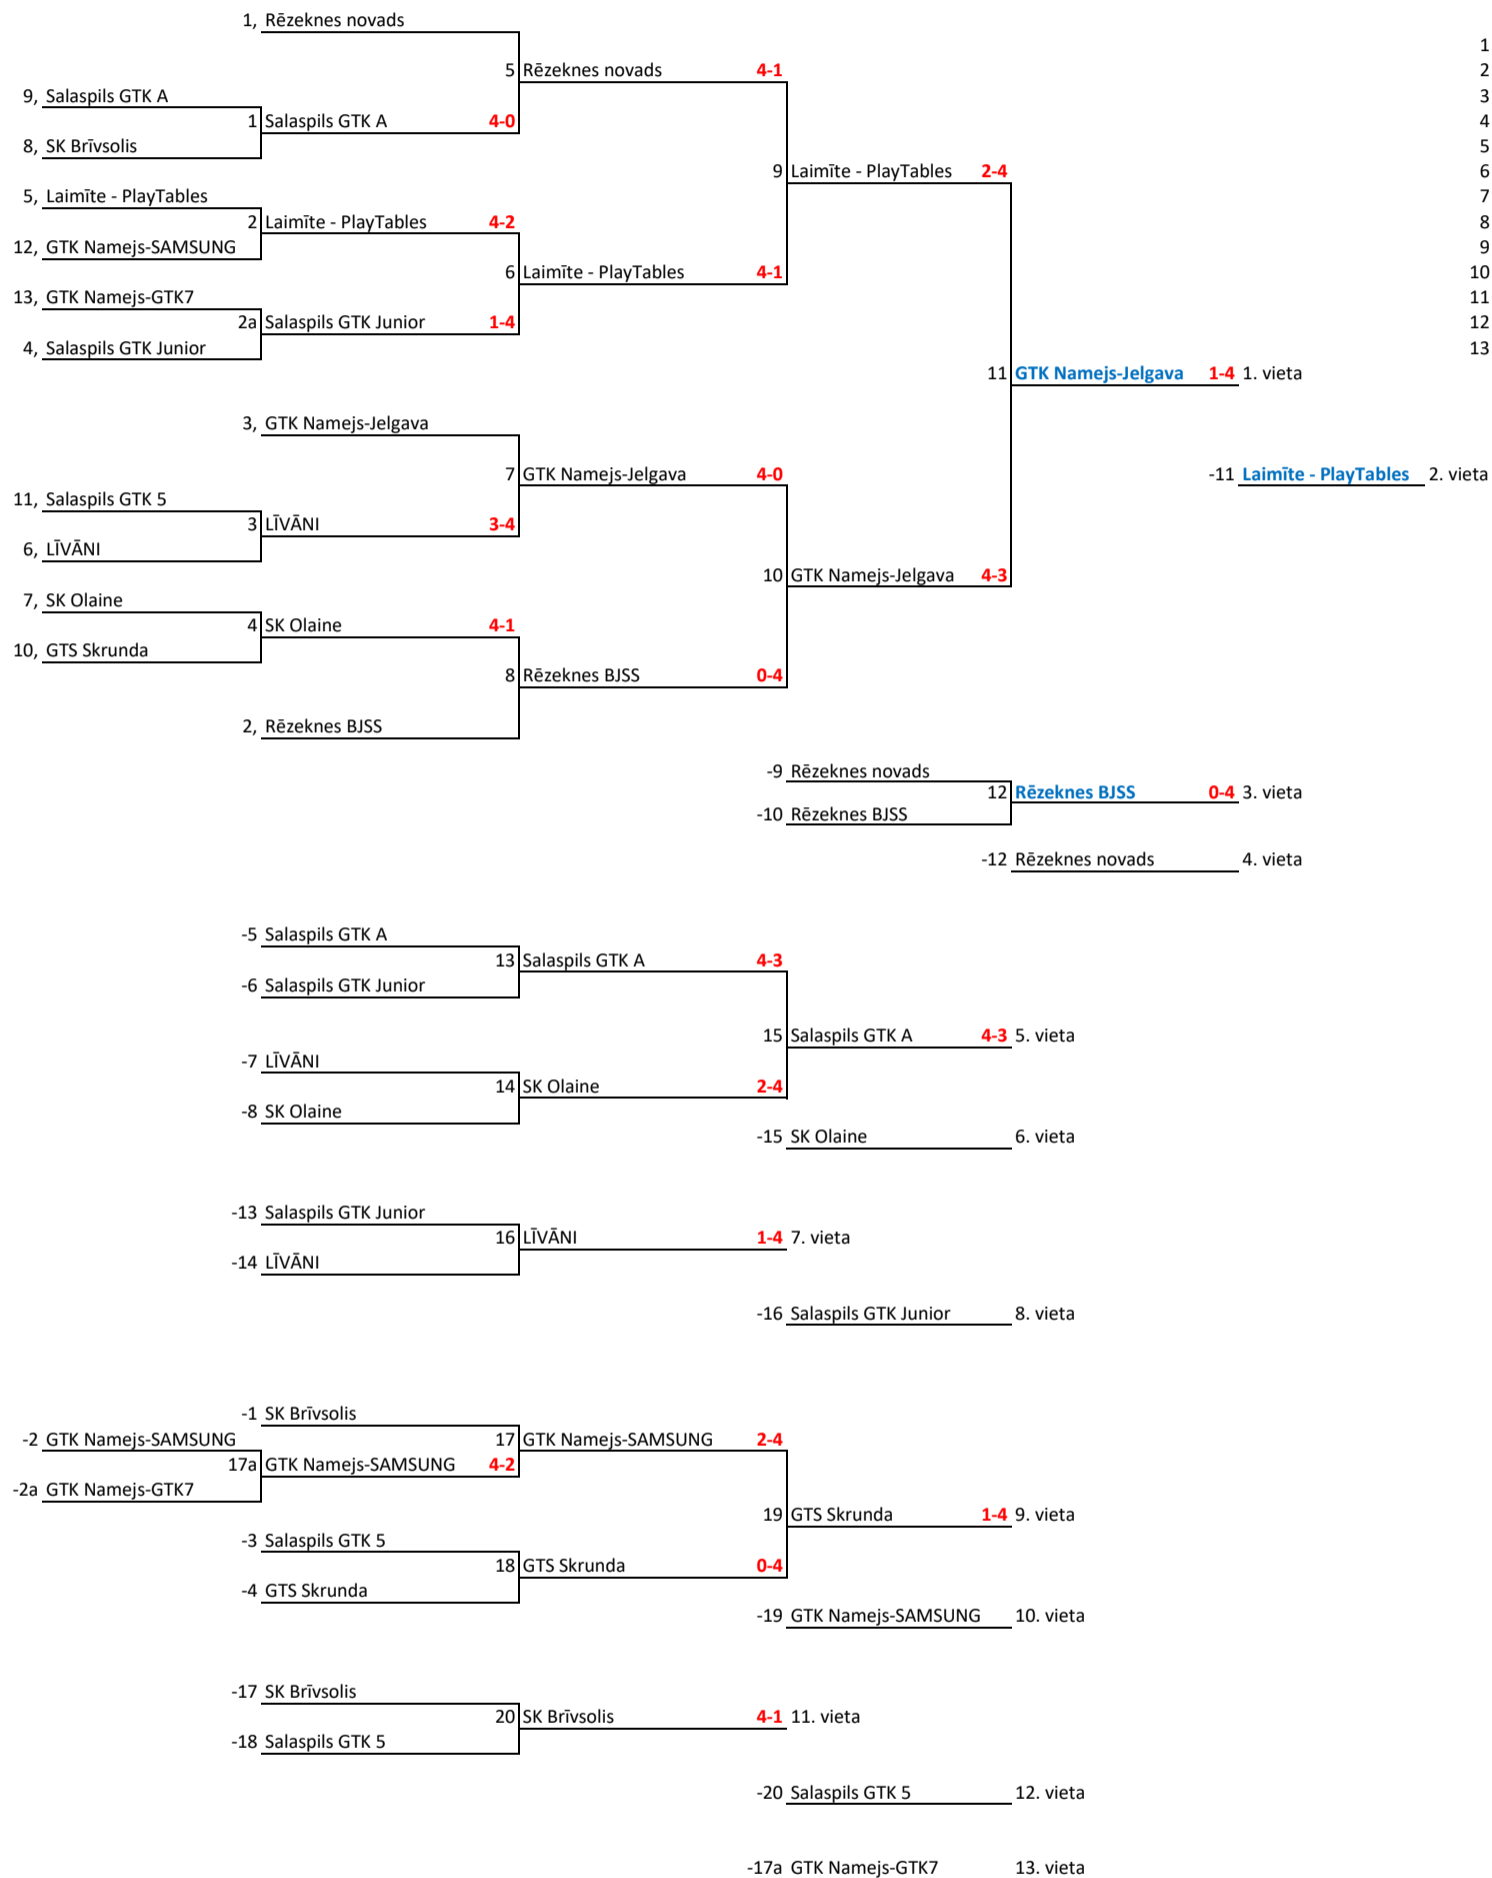 1, Rēzeknes novads
1
5 Rēzeknes novads 4-1
2
9, Salaspils GTK A
3
1 Salaspils GTK A 4-0
4
8, SK Brīvsolis
5
9 Laimīte - PlayTables 2-4
6
5, Laimīte - PlayTables
7
2 Laimīte - PlayTables 4-2
8
12, GTK Namejs-SAMSUNG
9
6 Laimīte - PlayTables 4-1
10
13, GTK Namejs-GTK7
11
2a Salaspils GTK Junior 1-4
12
4, Salaspils GTK Junior
13
11 GTK Namejs-Jelgava 1-4 1. vieta
3, GTK Namejs-Jelgava
7 GTK Namejs-Jelgava 4-0
-11 Laimīte - PlayTables 2. vieta
11, Salaspils GTK 5
3 LĪVĀNI 3-4
6, LĪVĀNI
10 GTK Namejs-Jelgava 4-3
7, SK Olaine
4 SK Olaine 4-1
10, GTS Skrunda
8 Rēzeknes BJSS 0-4
2, Rēzeknes BJSS
-9 Rēzeknes novads
12 Rēzeknes BJSS 0-4 3. vieta
-10 Rēzeknes BJSS
-12 Rēzeknes novads 4. vieta
-5 Salaspils GTK A
13 Salaspils GTK A 4-3
-6 Salaspils GTK Junior
15 Salaspils GTK A 4-3 5. vieta
-7 LĪVĀNI
14 SK Olaine 2-4
-8 SK Olaine
-15 SK Olaine 6. vieta
-13 Salaspils GTK Junior
16 LĪVĀNI 1-4 7. vieta
-14 LĪVĀNI
-16 Salaspils GTK Junior 8. vieta
-1 SK Brīvsolis
-2 GTK Namejs-SAMSUNG
17 GTK Namejs-SAMSUNG 2-4
17a GTK Namejs-SAMSUNG 4-2
-2a GTK Namejs-GTK7
19 GTS Skrunda 1-4 9. vieta
-3 Salaspils GTK 5
18 GTS Skrunda 0-4
-4 GTS Skrunda
-19 GTK Namejs-SAMSUNG 10. vieta
-17 SK Brīvsolis
20 SK Brīvsolis 4-1 11. vieta
-18 Salaspils GTK 5
-20 Salaspils GTK 5 12. vieta
-17a GTK Namejs-GTK7 13. vieta